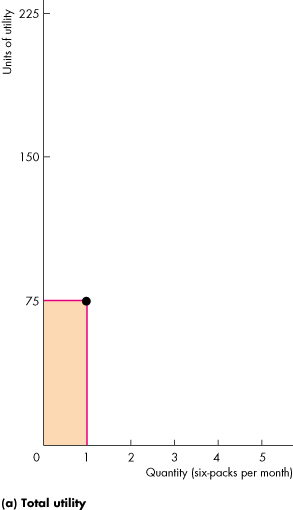 Units of utility
225
150
75
0 1 2 3 4 5
Quantity (six-packs per month)
(a) Total utility